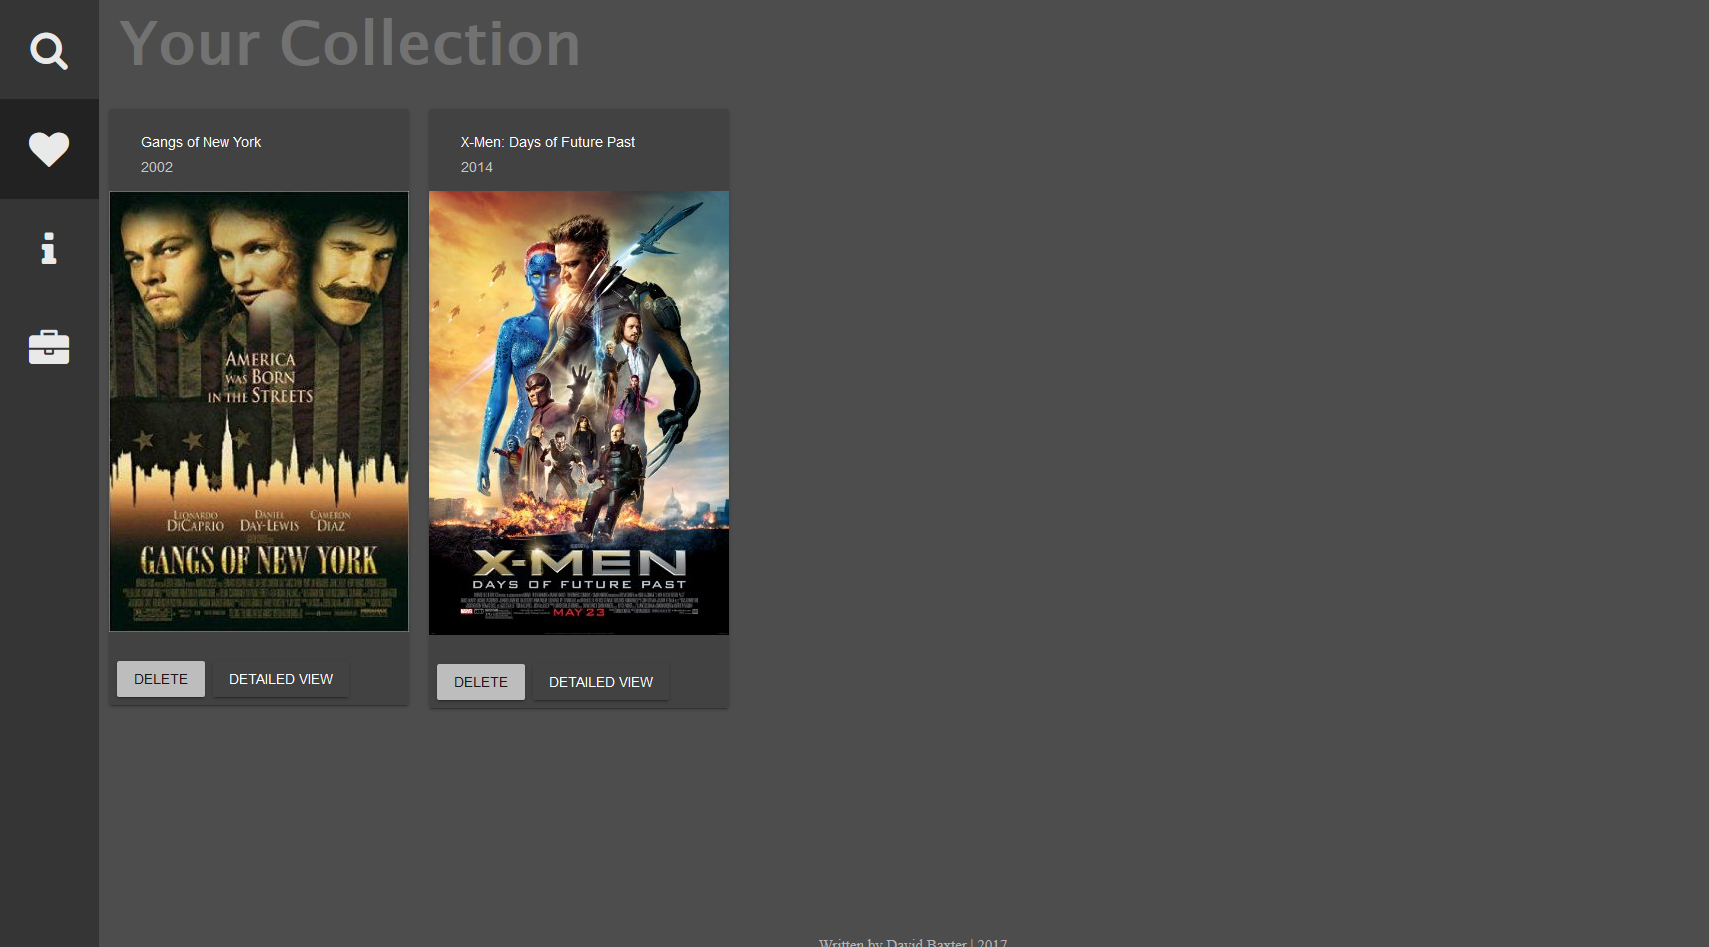 Your Collection
Gangs of New York
2002
AMERICA
WAS BORN
IN THE STREETS
LEONARDO DICAPRIO DANIEL DAY-LEWIS CAMERON DIAZ
GANGS OF NEW YORK
DELETE DETAILED VIEW
X-Men: Days of Future Past
2014
X-MEN
DAYS OF FUTURE PAST
MAY 23
DELETE DETAILED VIEW
Written by David Baxter | 2017